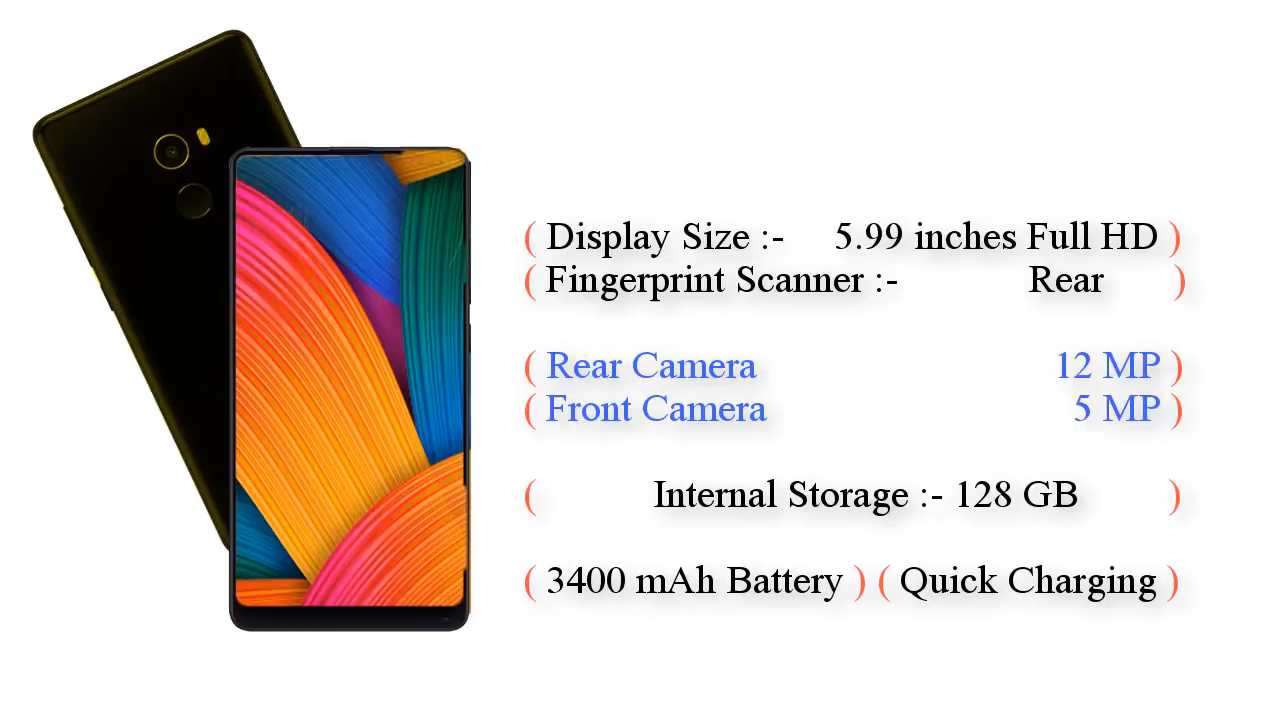 ( Display Size :- 5.99 inches Full HD )
( Fingerprint Scanner :- Rear )
( Rear Camera 12 MP )
( Front Camera 5 MP )
( Internal Storage :- 128 GB )
( 3400 mAh Battery ) ( Quick Charging )